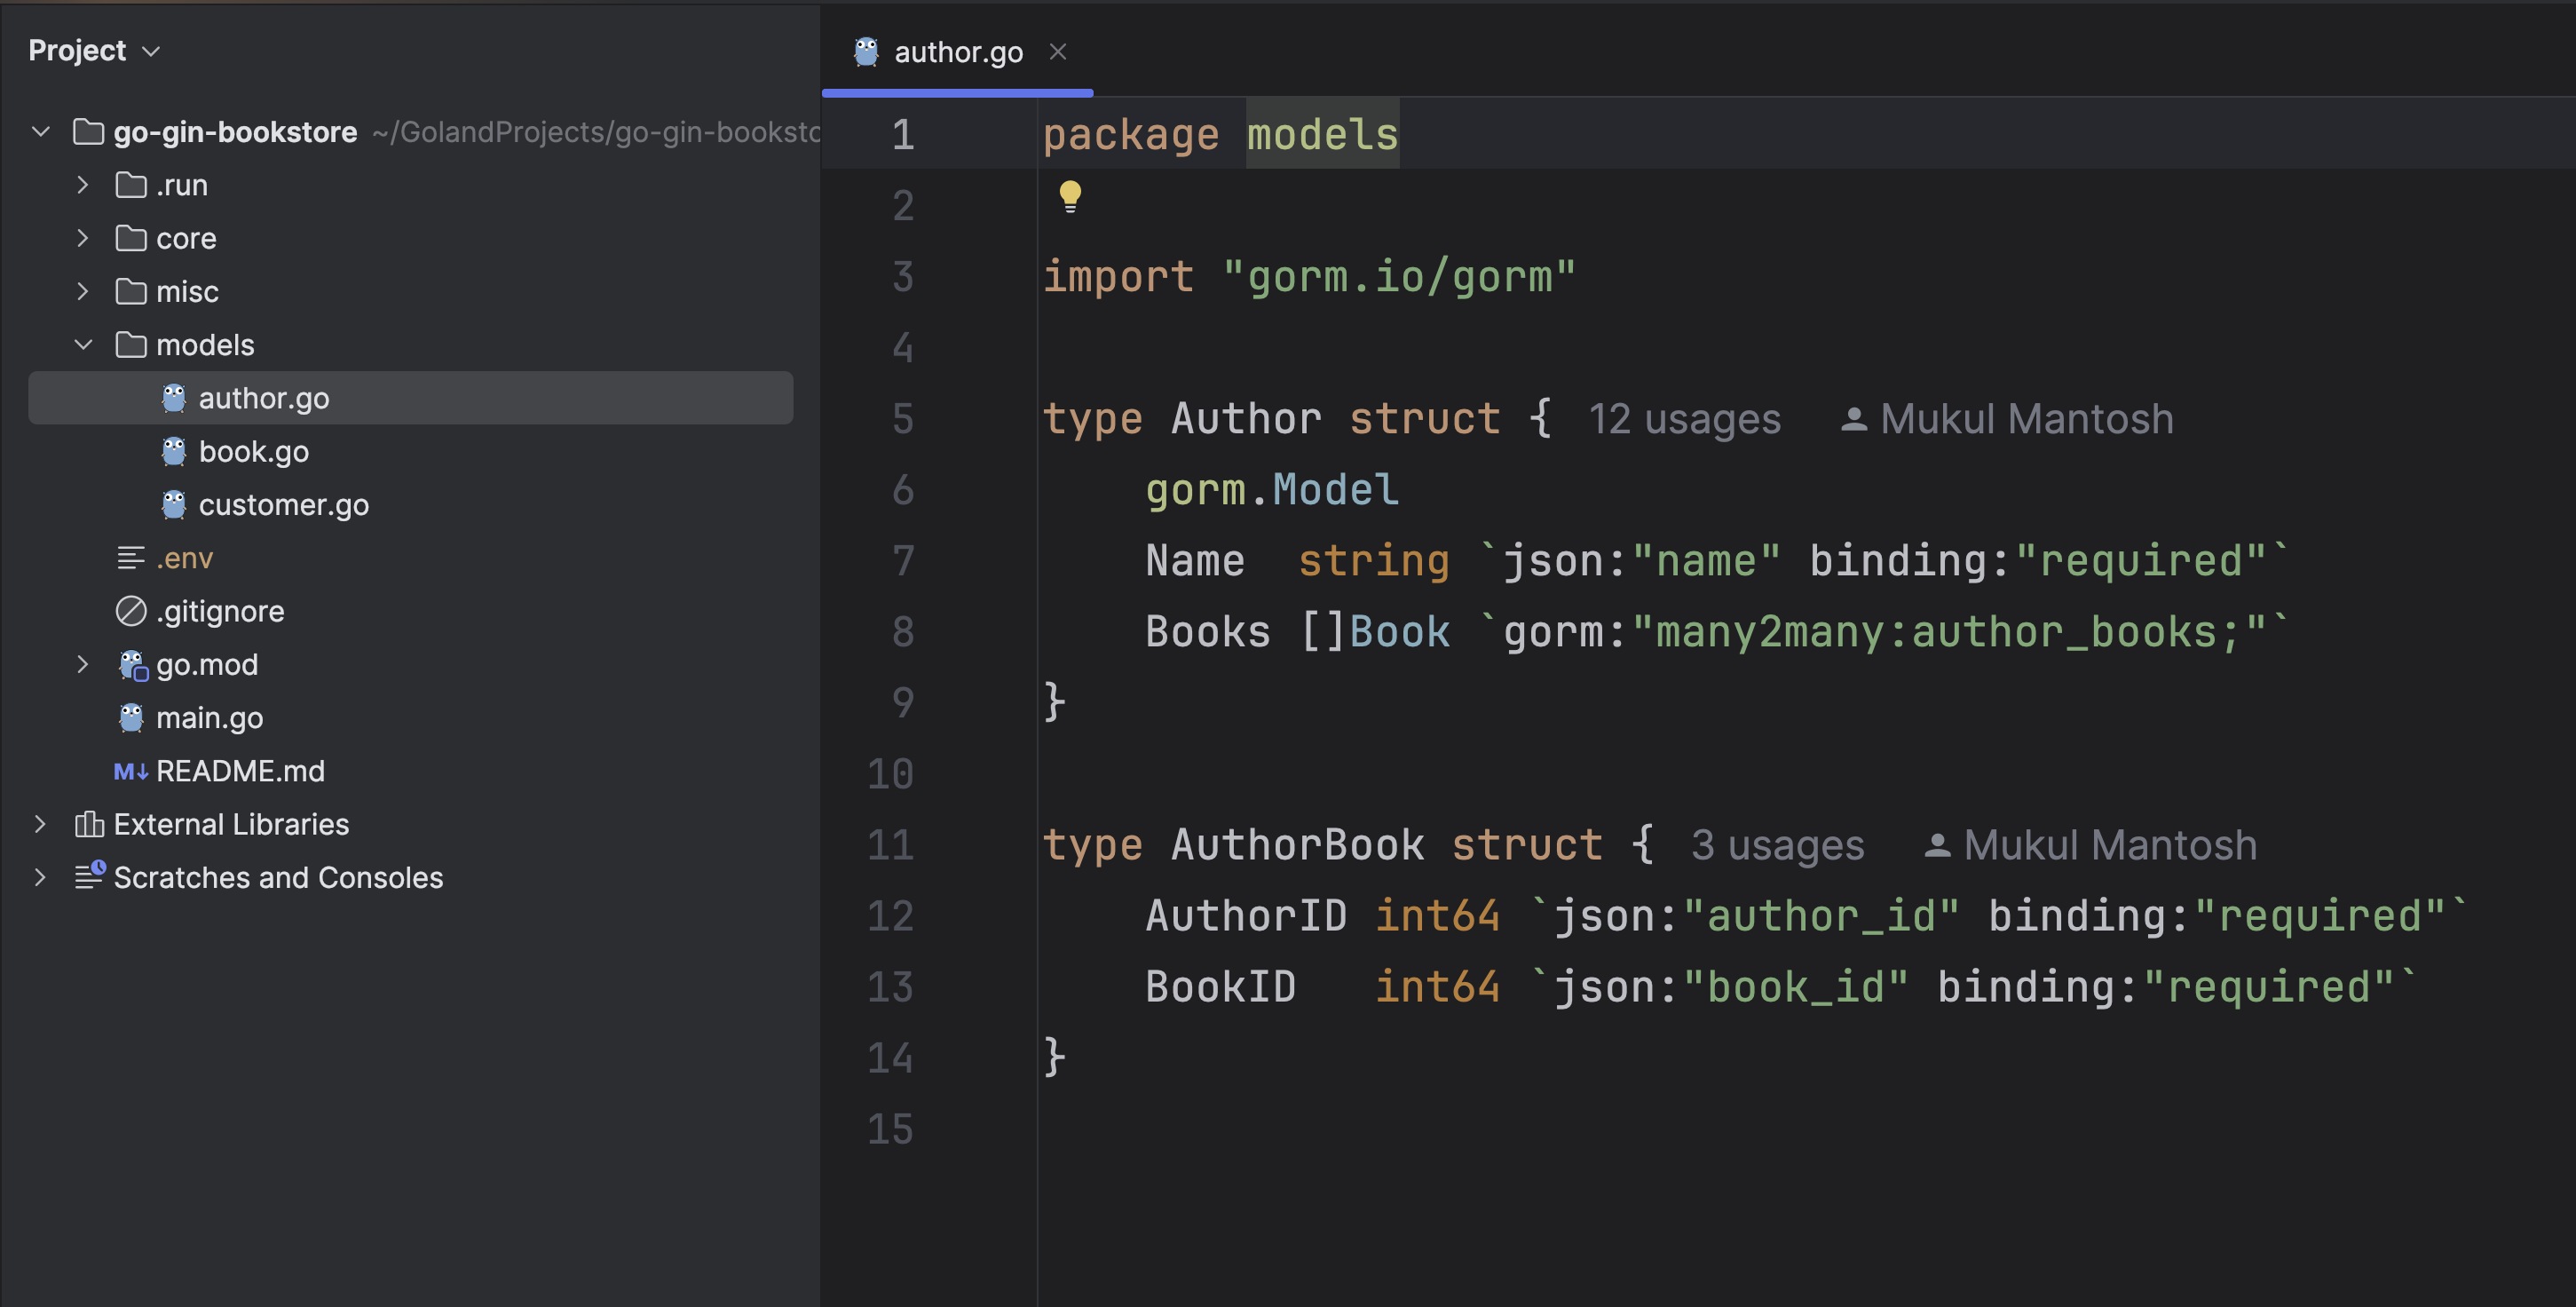 Project
go-gin-bookstore ~/GolandProjects/go-gin-booksto
.run
core
misc
models
author.go
book.go
customer.go
.env
.gitignore
go.mod
main.go
M↓ README.md
External Libraries
Scratches and Consoles
author.go
1 package models
2
3 import "gorm.io/gorm"
4
5 type Author struct { 12 usages Mukul Mantosh
6 gorm.Model
7 Name string `json:"name" binding:"required"`
8 Books []Book `gorm:"many2many:author_books;"`
9 }
10
11 type AuthorBook struct { 3 usages Mukul Mantosh
12 AuthorID int64 `json:"author_id" binding:"required"`
13 BookID int64 `json:"book_id" binding:"required"`
14 }
15